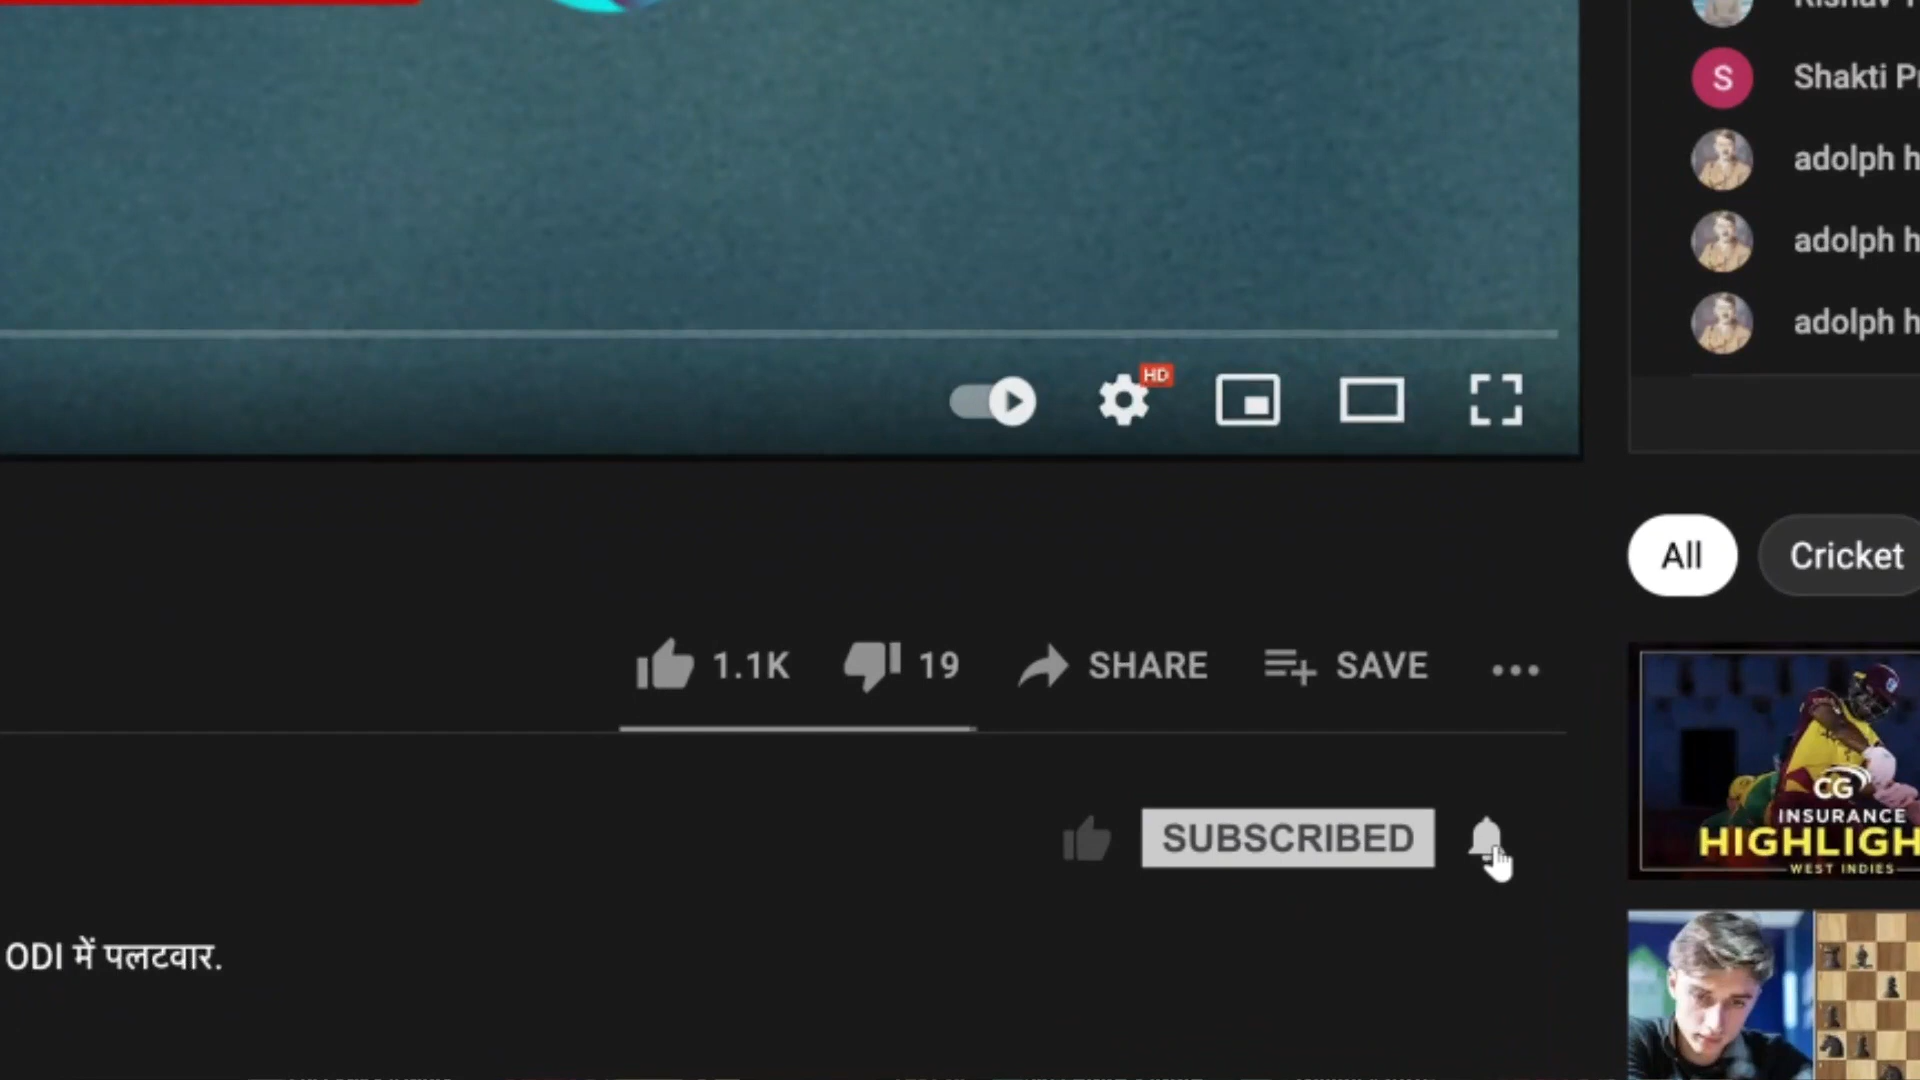 Shakti
adolph
adolph
adolph
HD
All
Cricket
1.1K
19
SHARE
SAVE
SUBSCRIBED
CG
INSURANCE
WEST INDIES
ODI में पलटवार.